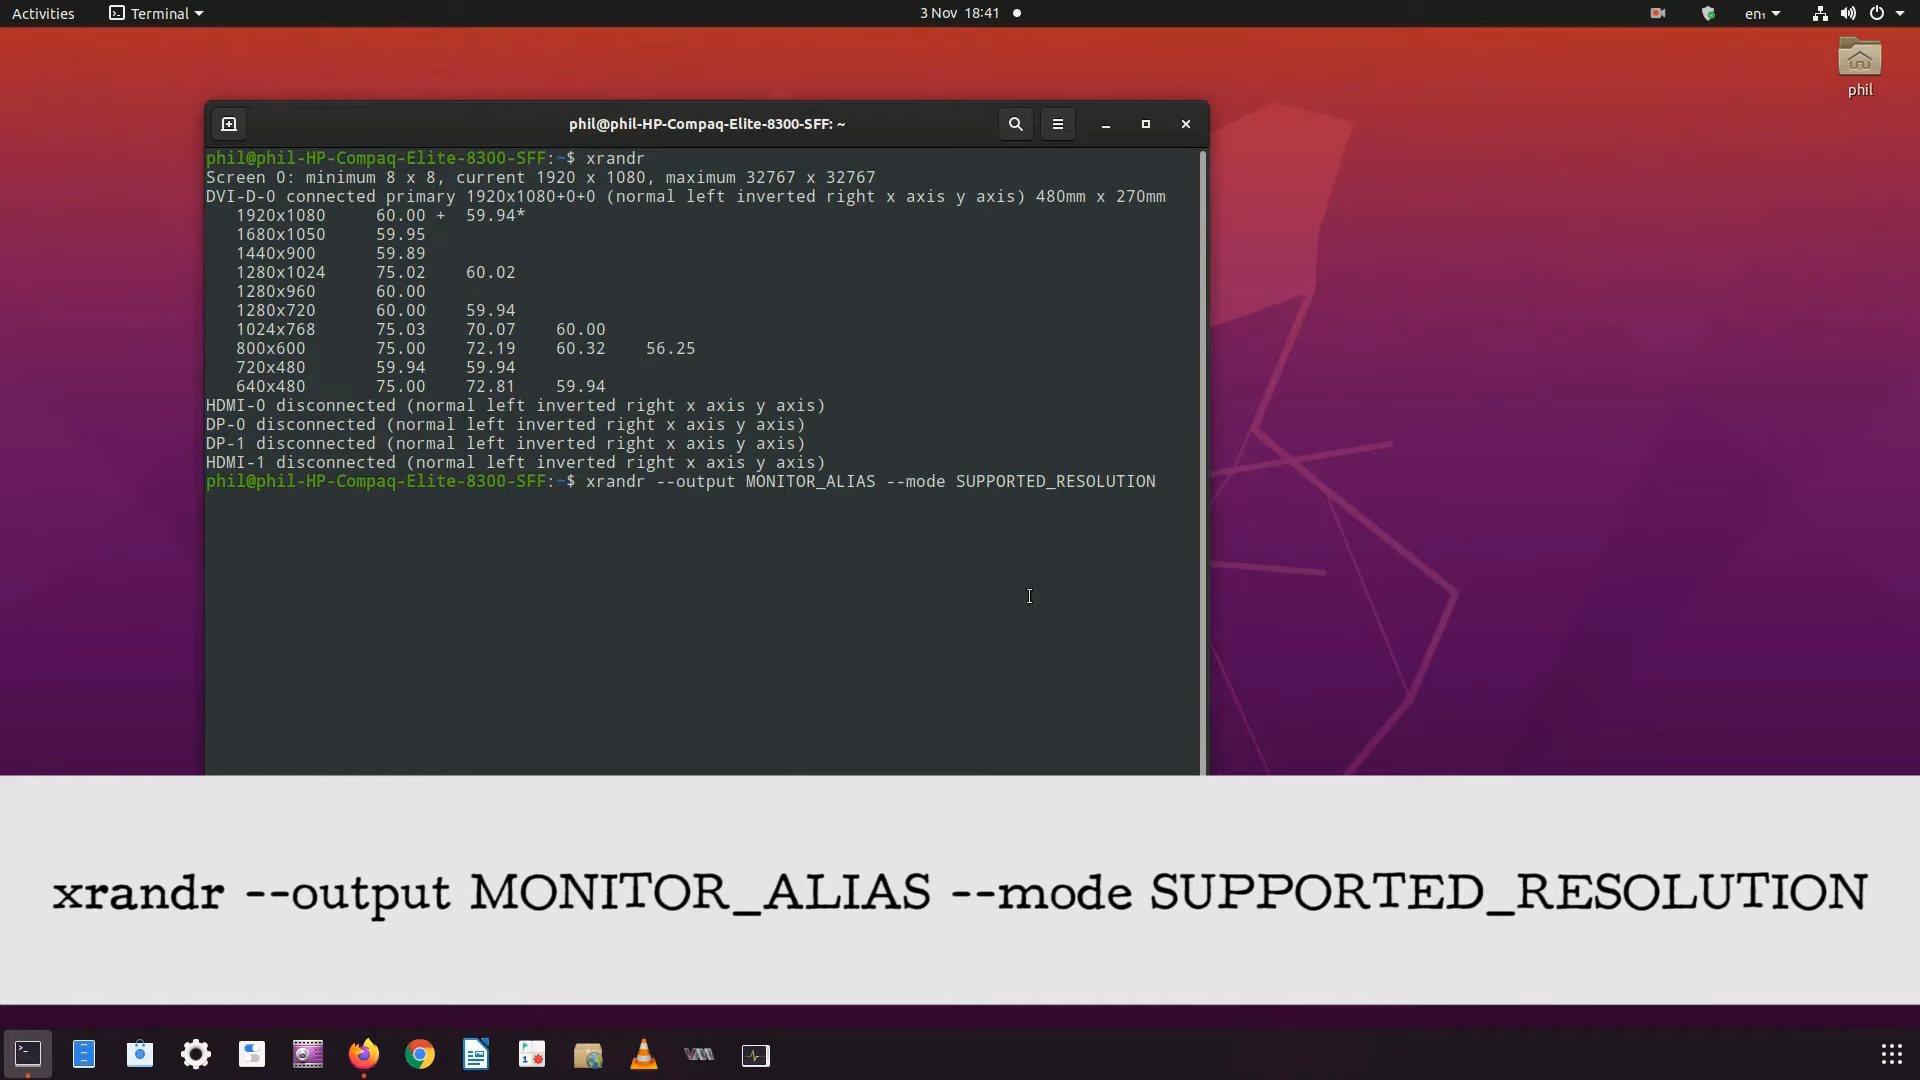 Activities Terminal 3 Nov 18:41 en₁
phil
phil@phil-HP-Compaq-Elite-8300-SFF: ~
phil@phil-HP-Compaq-Elite-8300-SFF:~$ xrandr
Screen 0: minimum 8 x 8, current 1920 x 1080, maximum 32767 x 32767
DVI-D-0 connected primary 1920x1080+0+0 (normal left inverted right x axis y axis) 480mm x 270mm
   1920x1080     60.00 +  59.94*
   1680x1050     59.95
   1440x900      59.89
   1280x1024     75.02    60.02
   1280x960      60.00
   1280x720      60.00    59.94
   1024x768      75.03    70.07    60.00
   800x600       75.00    72.19    60.32    56.25
   720x480       59.94    59.94
   640x480       75.00    72.81    59.94
HDMI-0 disconnected (normal left inverted right x axis y axis)
DP-0 disconnected (normal left inverted right x axis y axis)
DP-1 disconnected (normal left inverted right x axis y axis)
HDMI-1 disconnected (normal left inverted right x axis y axis)
phil@phil-HP-Compaq-Elite-8300-SFF:~$ xrandr --output MONITOR_ALIAS --mode SUPPORTED_RESOLUTION
xrandr --output MONITOR_ALIAS --mode SUPPORTED_RESOLUTION